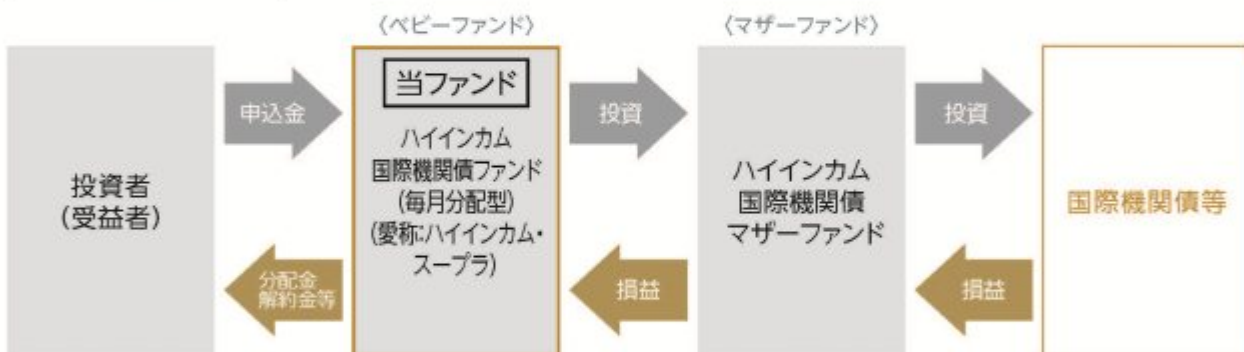 〈ベビーファンド〉
〈マザーファンド〉
投資者
(受益者)
申込金
分配金
解約金等
当ファンド
ハイインカム
国際機関債ファンド
(毎月分配型)
(愛称:ハイインカム・
スープラ)
投資
損益
ハイインカム
国際機関債
マザーファンド
投資
損益
国際機関債等